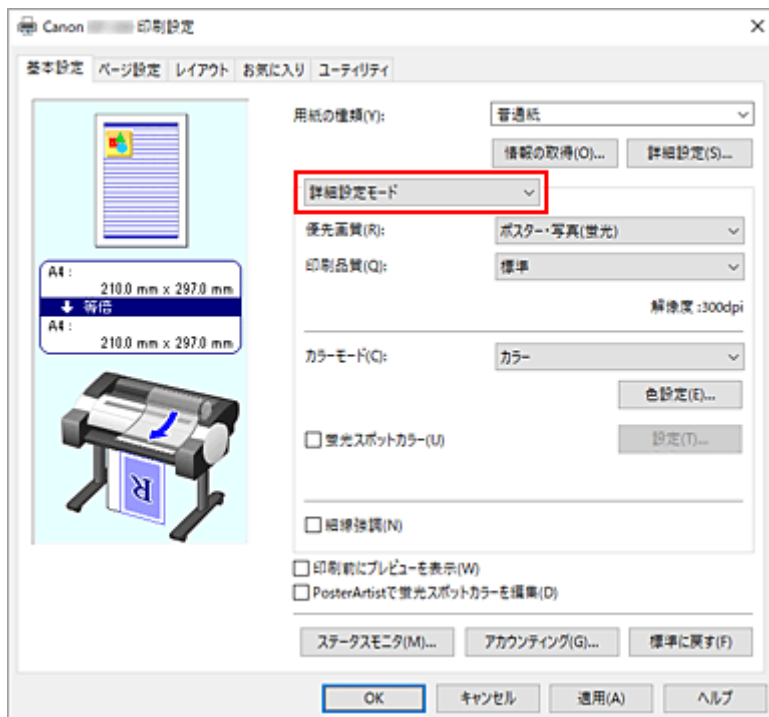 Canon 印刷設定
基本設定 ページ設定 レイアウト お気に入り ユーティリティ
用紙の種類(Y): 普通紙
情報の取得(O)... 詳細設定(S)...
詳細設定モード
優先画質(R): ポスター・写真(蛍光)
印刷品質(Q): 標準
解像度 :300dpi
A4 :
210.0 mm x 297.0 mm
等倍
A4 :
210.0 mm x 297.0 mm
カラーモード(C): カラー
色設定(E)...
蛍光スポットカラー(U) 設定(T)...
R
細線強調(N)
印刷前にプレビューを表示(W)
PosterArtistで蛍光スポットカラーを編集(D)
ステータスモニタ(M)... アカウンティング(G)... 標準に戻す(F)
OK キャンセル 適用(A) ヘルプ